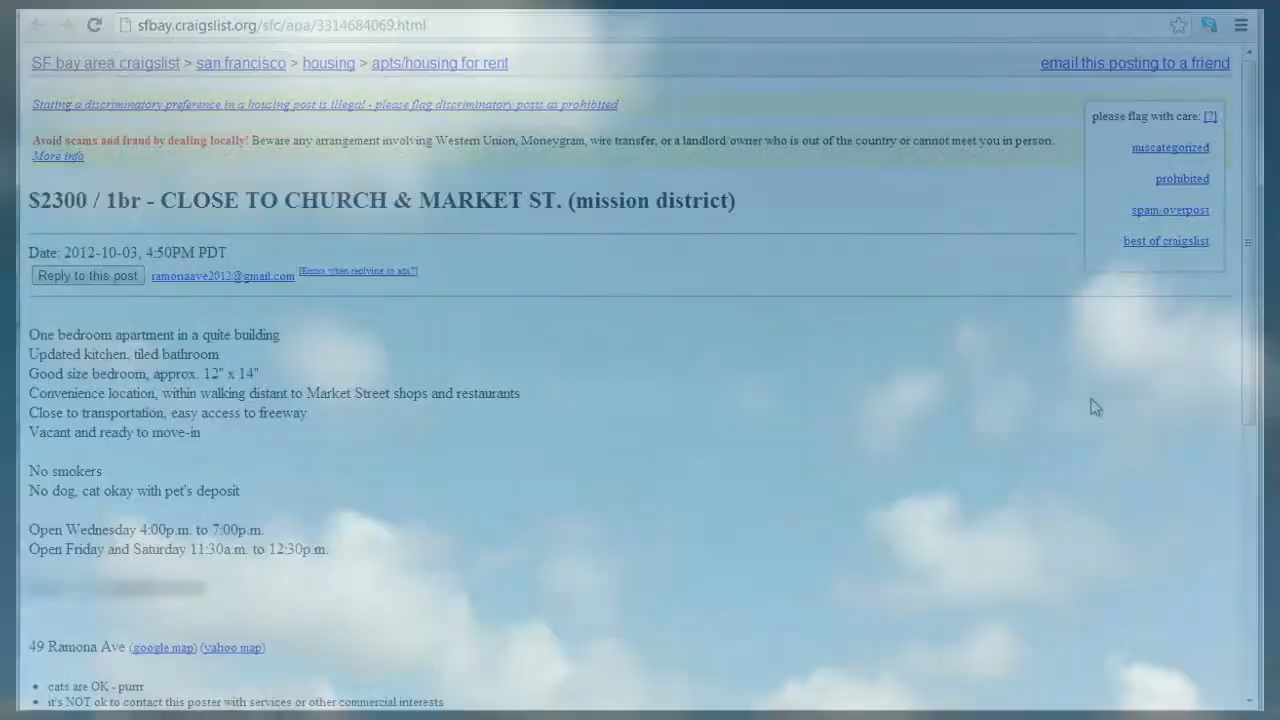 sfbay.craigslist.org/sfc/apa/3314684069.html
SF bay area craigslist > san francisco > housing > apts/housing for rent
email this posting to a friend
Stating a discriminatory preference in a housing post is illegal - please flag discriminatory posts as prohibited
please flag with care: [?]
Avoid scams and fraud by dealing locally! Beware any arrangement involving Western Union, Moneygram, wire transfer, or a landlord/owner who is out of the country or cannot meet you in person.
More info
miscategorized
prohibited
spam/overpost
best of craigslist
$2300 / 1br - CLOSE TO CHURCH & MARKET ST. (mission district)
Date: 2012-10-03, 4:50PM PDT
Reply to this post ramonaave2012@gmail.com [Errors when replying to ads?]
One bedroom apartment in a quite building
Updated kitchen, tiled bathroom
Good size bedroom, approx. 12" x 14"
Convenience location, within walking distant to Market Street shops and restaurants
Close to transportation, easy access to freeway
Vacant and ready to move-in
No smokers
No dog, cat okay with pet's deposit
Open Wednesday 4:00p.m. to 7:00p.m.
Open Friday and Saturday 11:30a.m. to 12:30p.m.
49 Ramona Ave (google map) (yahoo map)
• cats are OK - purrr
• it's NOT ok to contact this poster with services or other commercial interests